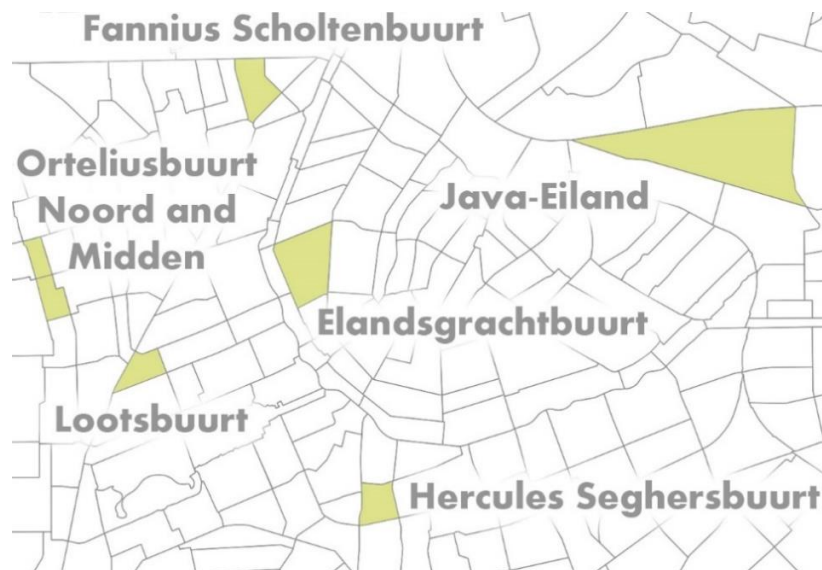 Fannius Scholtenbuurt
Orteliusbuurt
Noord and
Midden
Java-Eiland
Elandsgrachtbuurt
Lootsbuurt
Hercules Seghersbuurt